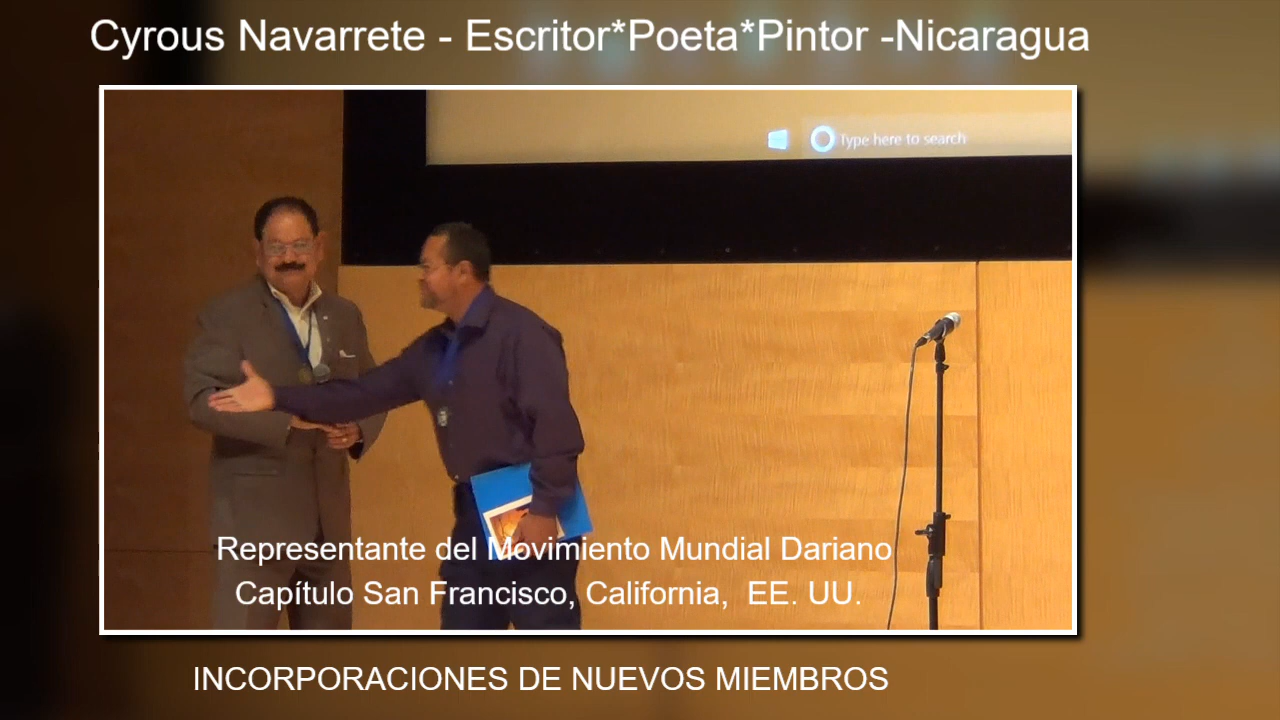 Cyrous Navarrete - Escritor*Poeta*Pintor -Nicaragua
Type here to search
Representante del Movimiento Mundial Dariano
Capítulo San Francisco, California, EE. UU.
INCORPORACIONES DE NUEVOS MIEMBROS